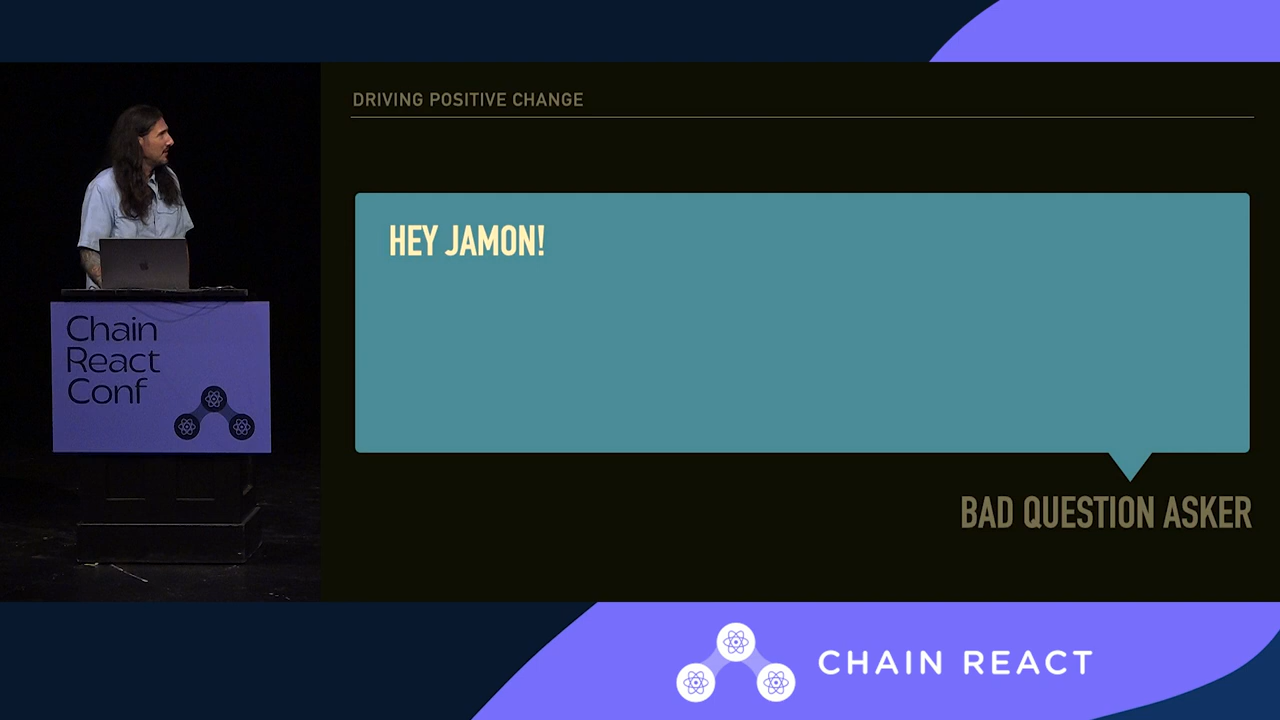 DRIVING POSITIVE CHANGE
HEY JAMON!
BAD QUESTION ASKER
Chain
React
Conf
CHAIN REACT